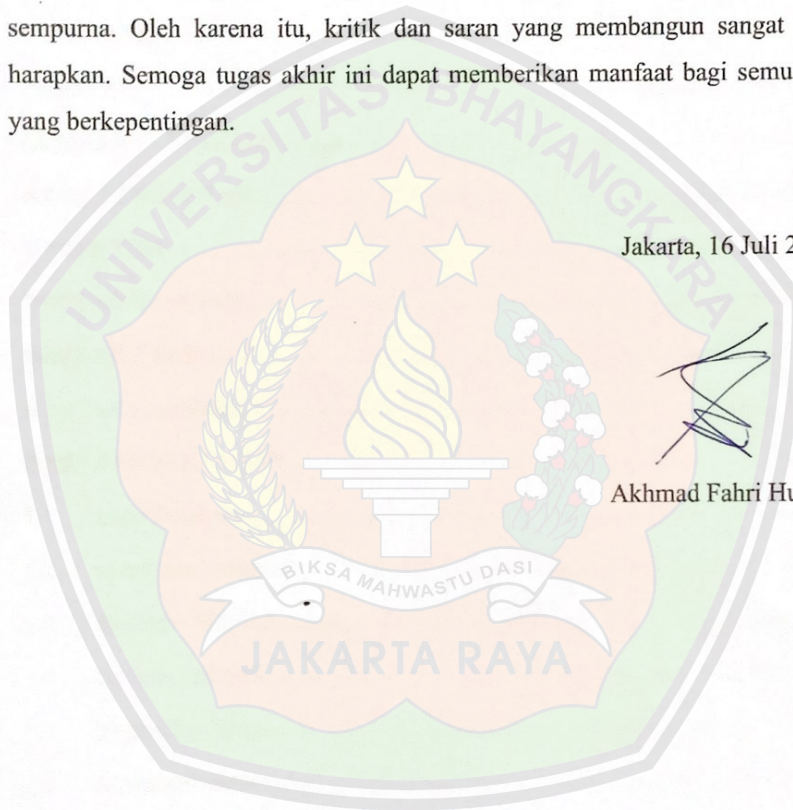 sempurna. Oleh karena itu, kritik dan saran yang membangun sangat
harapkan. Semoga tugas akhir ini dapat memberikan manfaat bagi semu
yang berkepentingan.
UNIVERSITAS BHAYANGKARA
Jakarta, 16 Juli 2
Akhmad Fahri Hu
BIKSA MAHWASTU DASI
JAKARTA RAYA